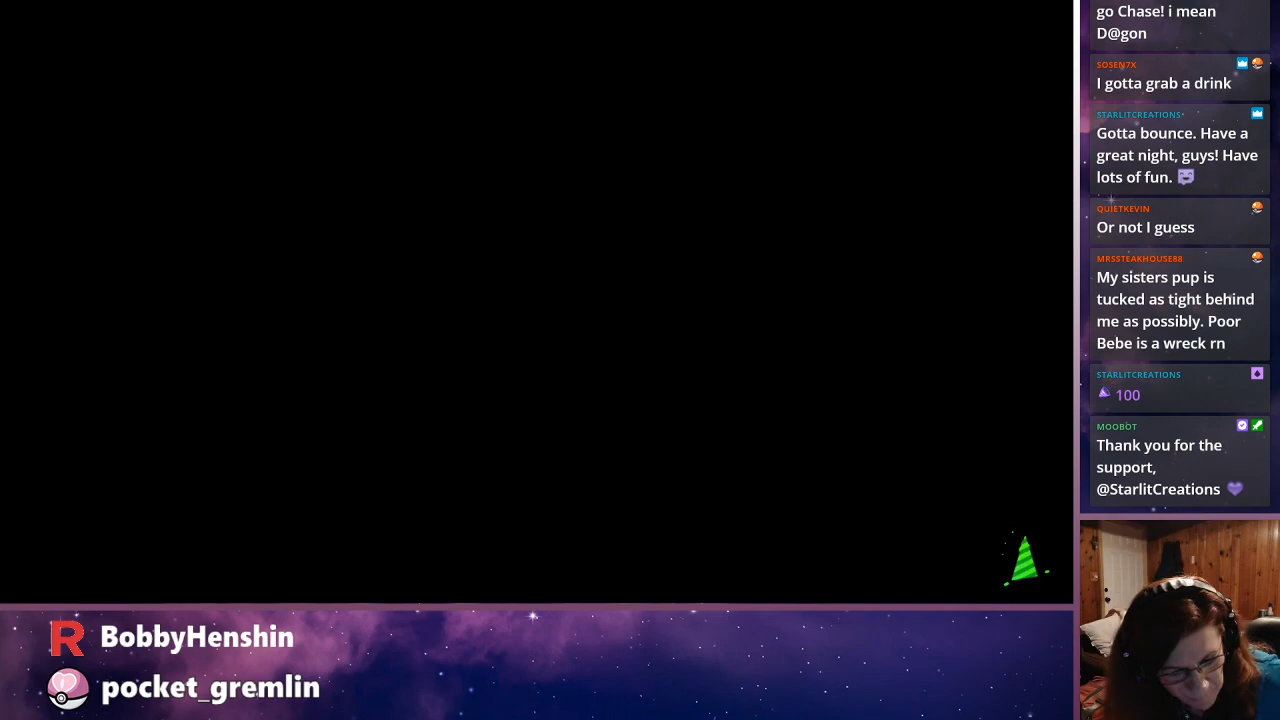 go Chase! i mean
D@gon
SOSEN7X
I gotta grab a drink
STARLITCREATIONS
Gotta bounce. Have a
great night, guys! Have
lots of fun.
QUIETKEVIN
Or not I guess
MRSSTEAKHOUSE88
My sisters pup is
tucked as tight behind
me as possibly. Poor
Bebe is a wreck rn
STARLITCREATIONS
100
MOOBOT
Thank you for the
support,
@StarlitCreations
R BobbyHenshin
pocket_gremlin